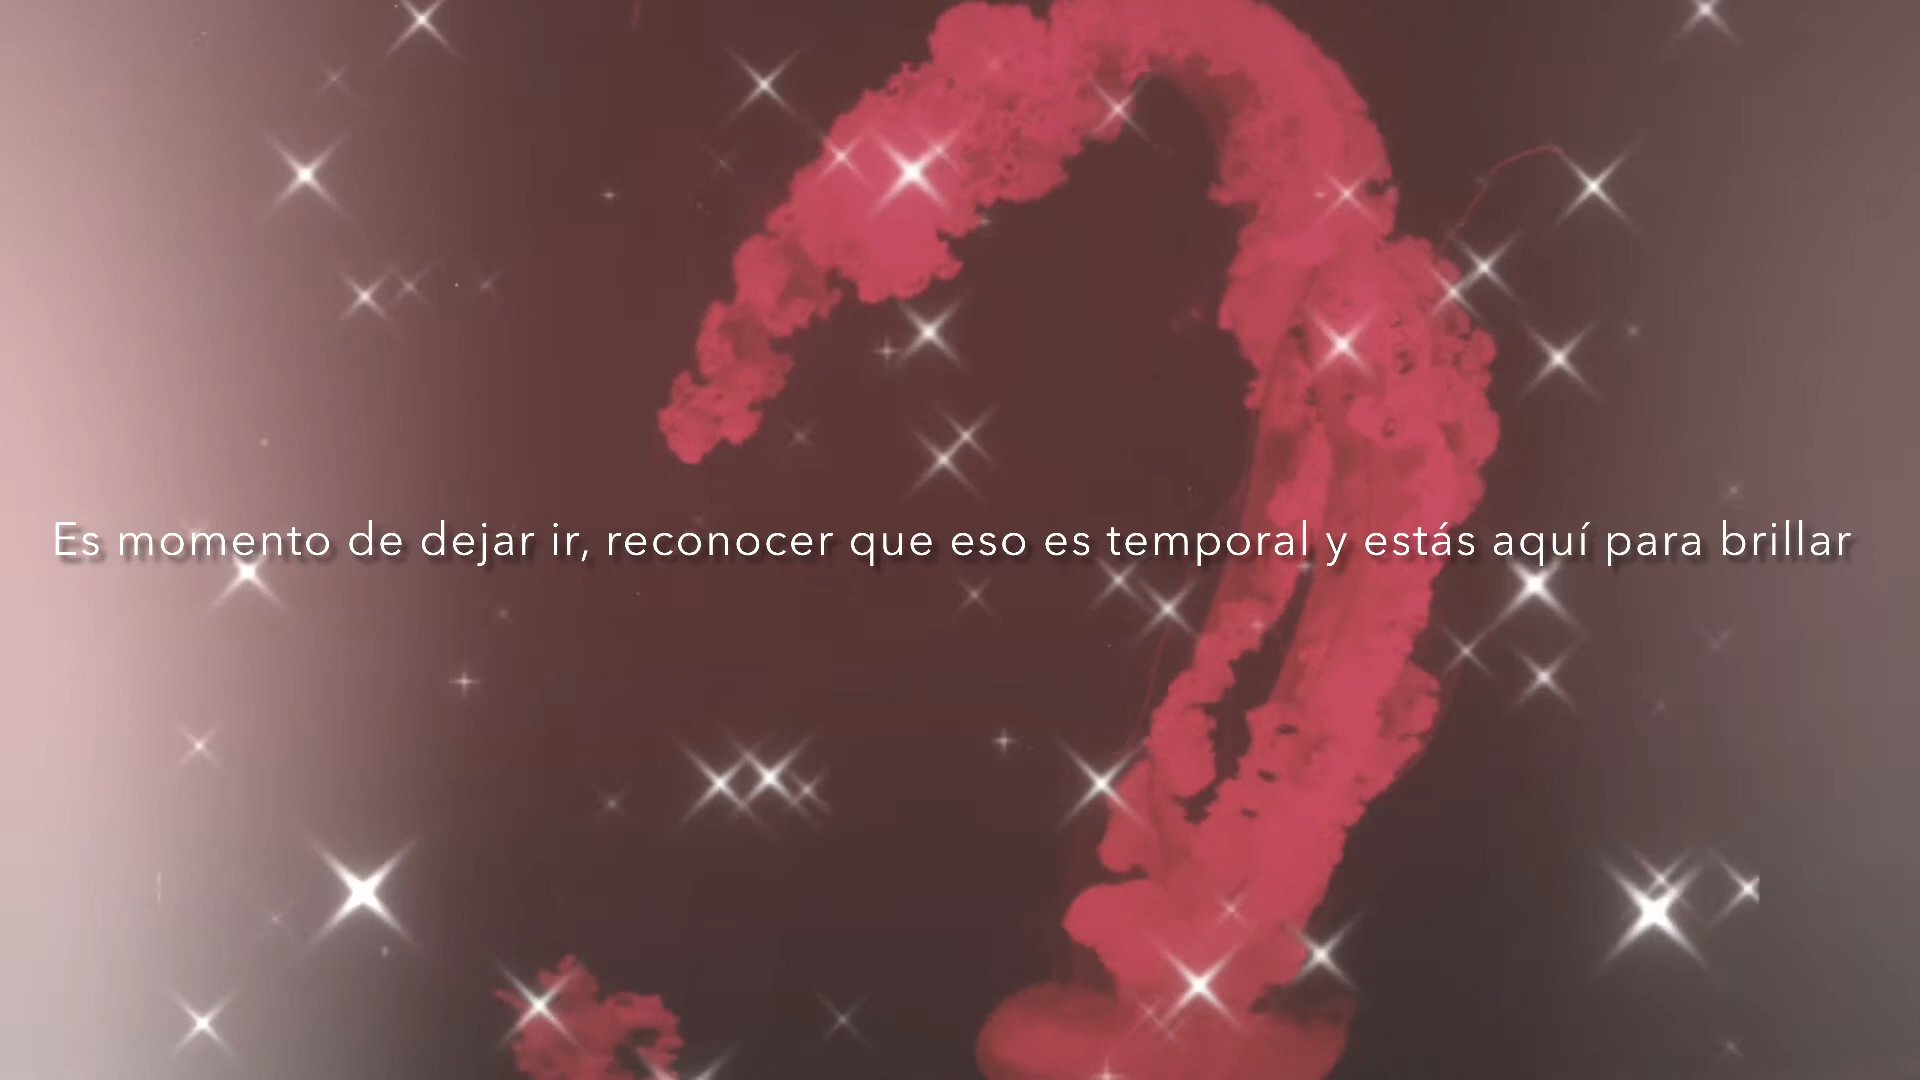 Es momento de dejar ir, reconocer que eso es temporal y estás aquí para brillar